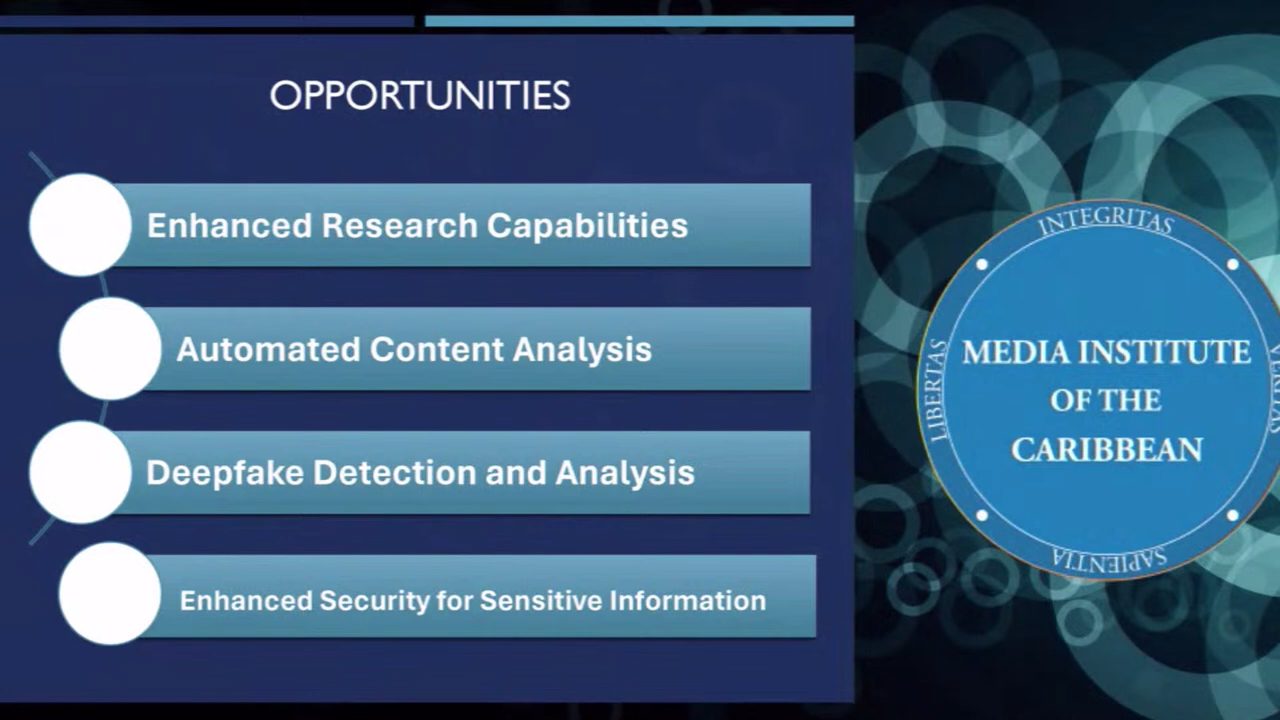 OPPORTUNITIES
Enhanced Research Capabilities
Automated Content Analysis
Deepfake Detection and Analysis
Enhanced Security for Sensitive Information
INTEGRITAS
LIBERTAS
MEDIA INSTITUTE
OF THE
CARIBBEAN
VERITAS
SAPIENTIA